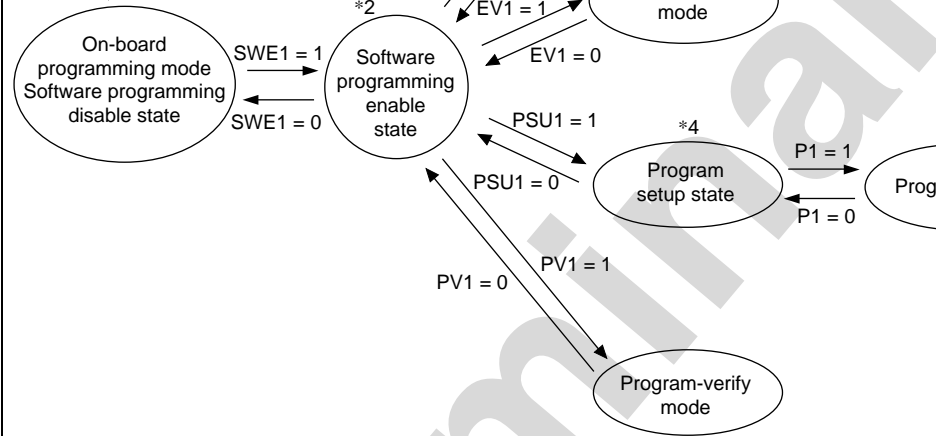 *2
EV1 = 1
mode
EV1 = 0
On-board
programming mode
Software programming
disable state
SWE1 = 1
SWE1 = 0
Software
programming
enable
state
PSU1 = 1
PSU1 = 0
*4
Program
setup state
P1 = 1
P1 = 0
Prog
PV1 = 1
PV1 = 0
Program-verify
mode
minar